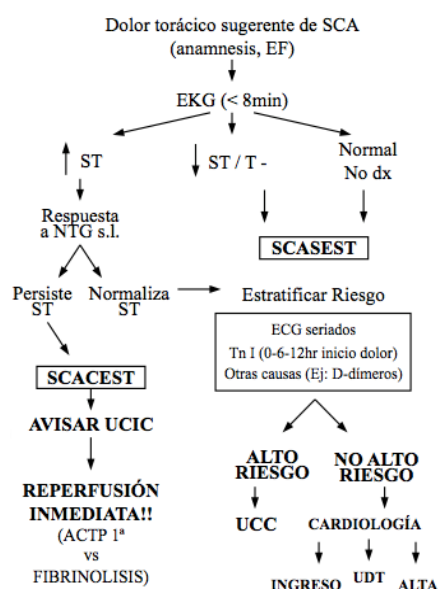 Dolor torácico sugerente de SCA
(anamnesis, EF)
EKG (< 8min)
ST
ST / T -
Normal
No dx
Respuesta
a NTG s.l.
SCASEST
Persiste
ST
Normaliza
ST
Estratificar Riesgo
ECG seriados
Tn I (0-6-12hr inicio dolor)
Otras causas (Ej: D-dímeros)
SCACEST
AVISAR UCIC
REPERFUSIÓN
INMEDIATA!!
(ACTP 1ª
vs
FIBRINOLISIS)
ALTO
RIESGO
NO ALTO
RIESGO
UCC
CARDIOLOGÍA
INGRESO
UDT
ALTA